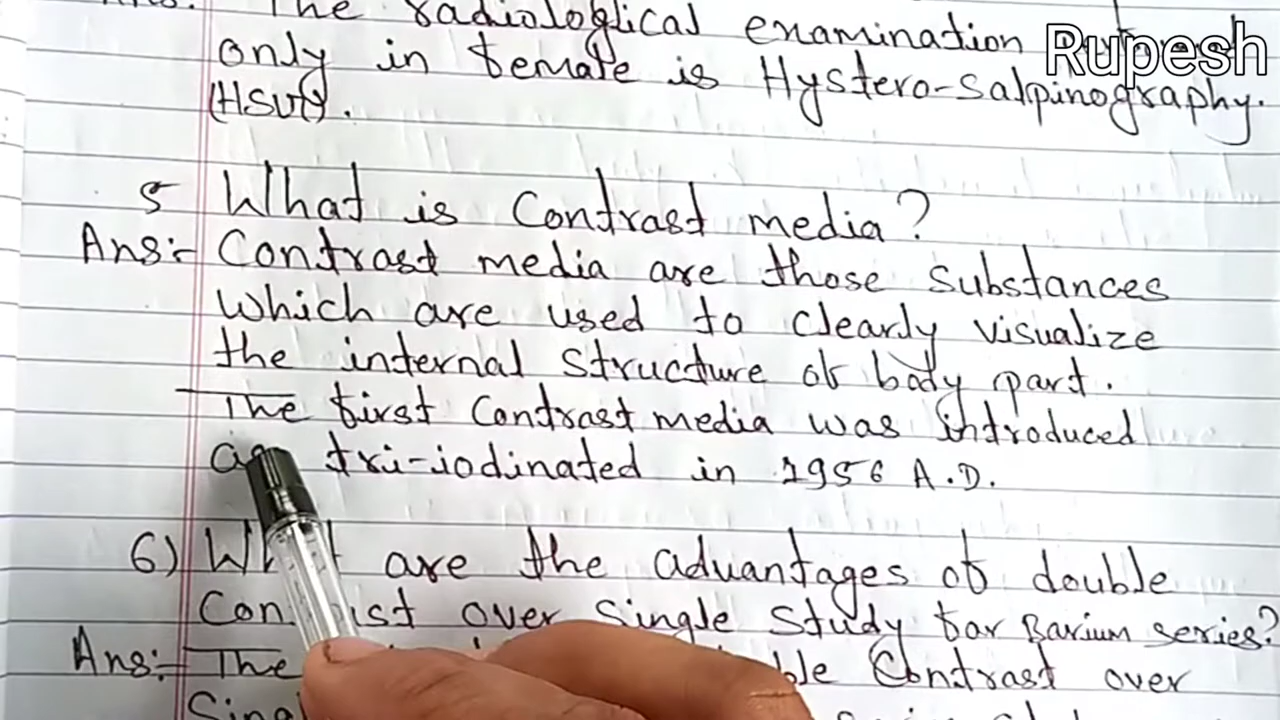 The radiological examination
Rupesh
only in female is Hystero-Salpinography.
(HSG).
5 What is Contrast media?
Ans:- Contrast media are those substances
which are used to clearly visualize
the internal structure of body part.
The first Contrast media was introduced
tri-iodinated in 1956 A.D.
6) What are the advantages of double
Contrast over Single Study for Barium series?
Ans:- The Contrast over